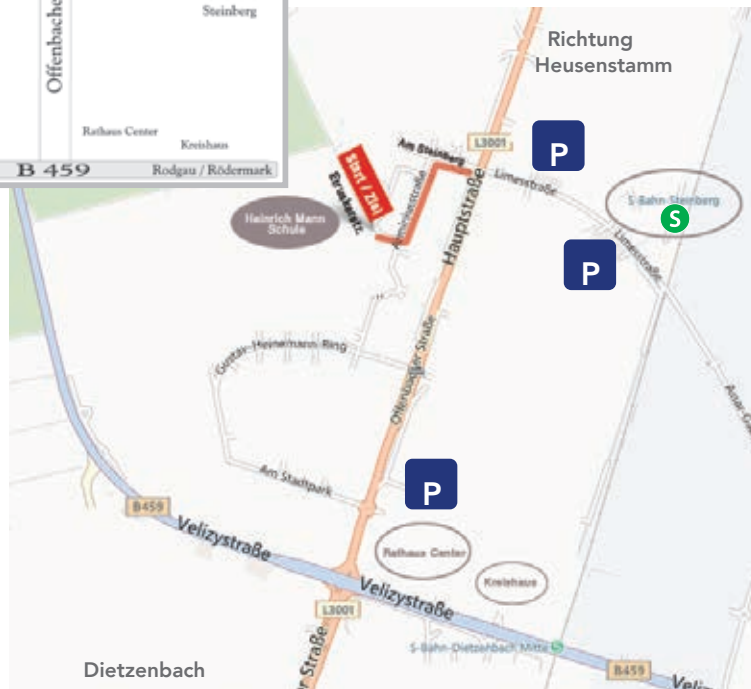 Offenbache
Steinberg
Rathaus Center
Kreishaus
B 459
Rodgau / Rödermark
Richtung
Heusenstamm
L3001
P
Am Steinberg
Start / Ziel
Limesstraße
S-Bahn Steinberg
S
Heinrich Mann
Schule
Hauptstraße
P
Limesstraße
Gustav-Heinemann-Ring
Offenbacher Straße
Am Stadtpark
P
B459
Velizystraße
Rathaus Center
Kreishaus
Velizystraße
L3001
er Straße
S-Bahn-Dietzenbach Mitte
S
B459
Veliz
Dietzenbach